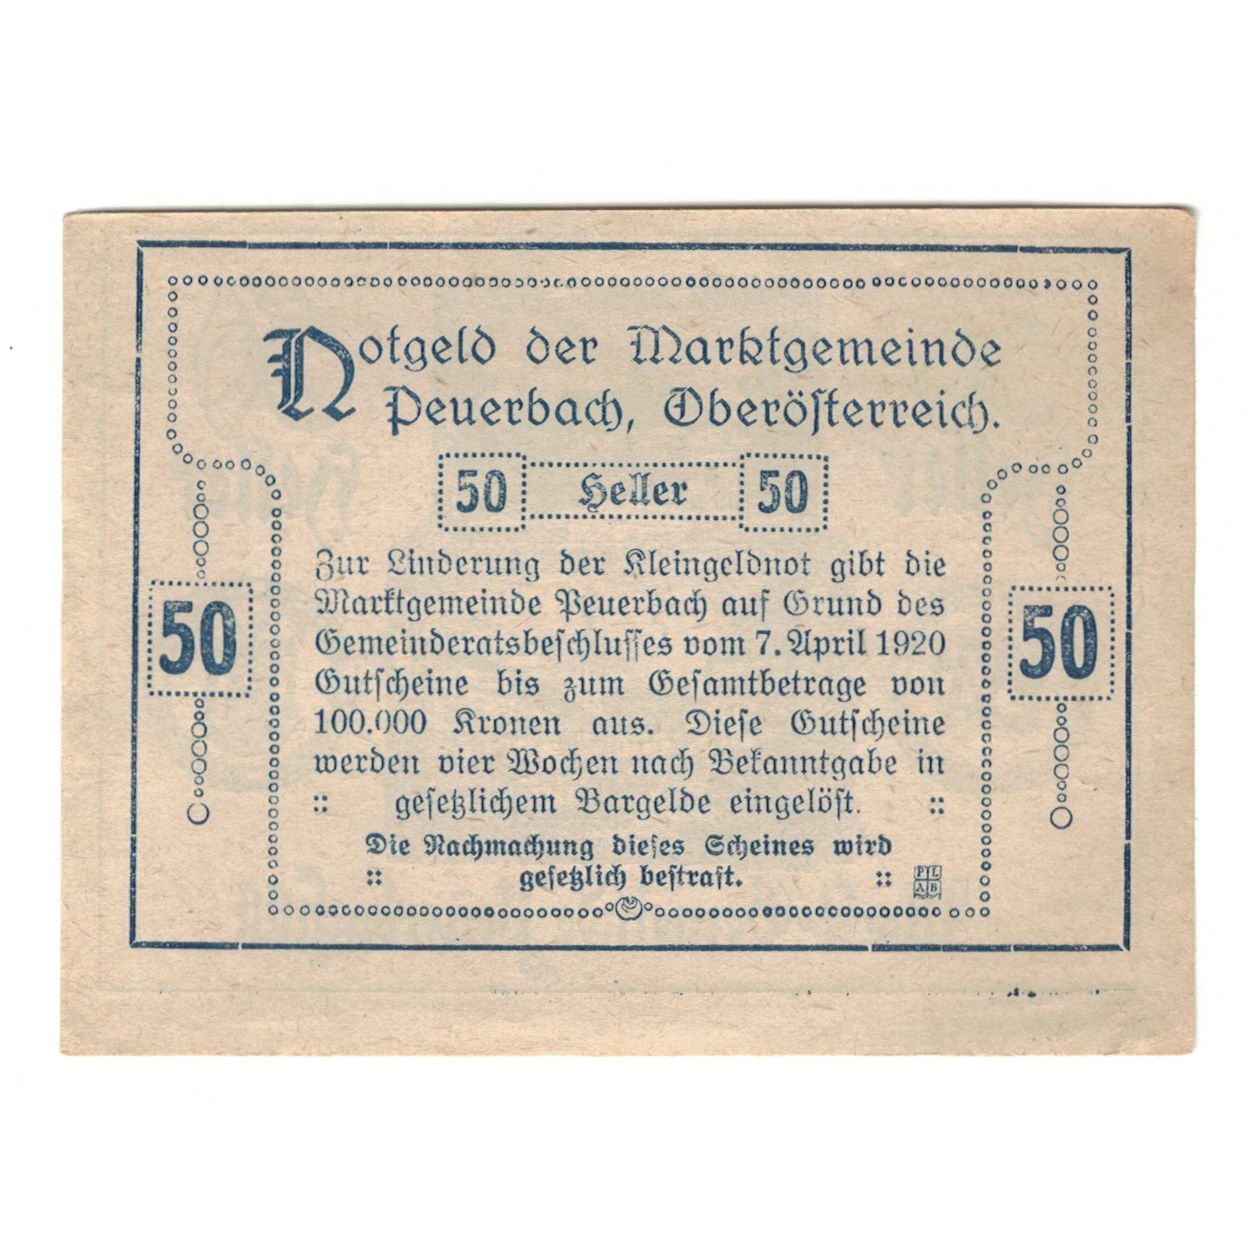 Notgeld der Marktgemeinde
Peuerbach, Oberösterreich.
50 Heller 50
50
50
Zur Linderung der Kleingeldnot gibt die
Marktgemeinde Peuerbach auf Grund des
Gemeinderatsbeschlusses vom 7. April 1920
Gutscheine bis zum Gesamtbetrage von
100.000 Kronen aus. Diese Gutscheine
werden vier Wochen nach Bekanntgabe in
:: gesetzlichem Bargelde eingelöst. ::
Die Nachmachung dieses Scheines wird
:: gesetzlich bestraft. ::
PL
AB